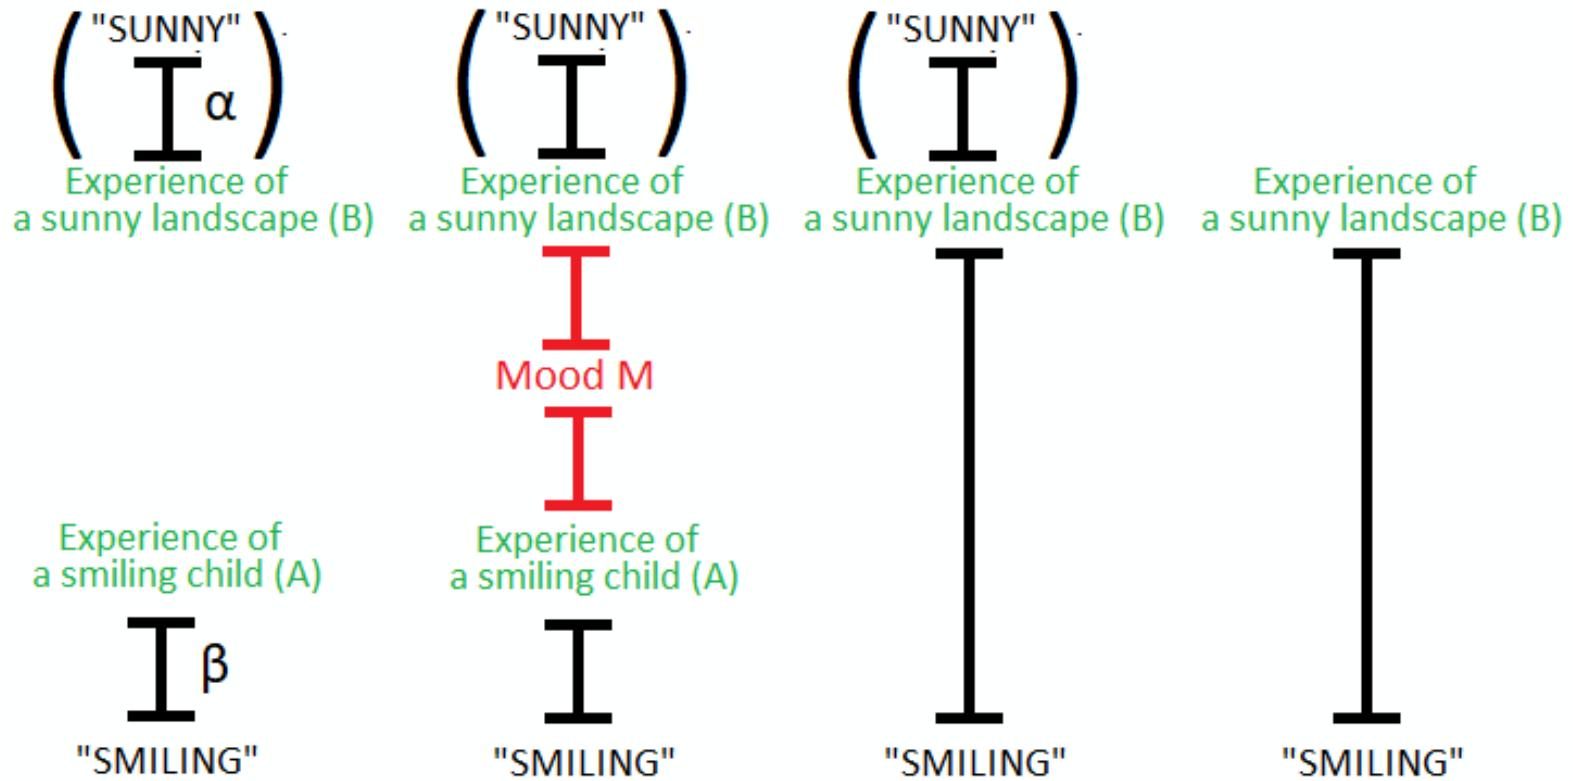 "SUNNY"
α
Experience of
a sunny landscape (B)
Experience of
a smiling child (A)
β
"SMILING"
"SUNNY"
Experience of
a sunny landscape (B)
Mood M
Experience of
a smiling child (A)
"SMILING"
"SUNNY"
Experience of
a sunny landscape (B)
"SMILING"
Experience of
a sunny landscape (B)
"SMILING"